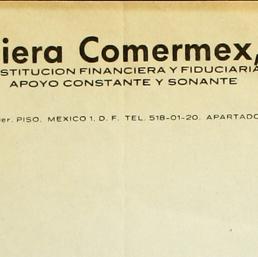 iera Comermex,
STITUCION FINANCIERA Y FIDUCIARIA
APOYO CONSTANTE Y SONANTE
er. PISO, MEXICO 1, D. F. TEL. 518-01-20. APARTADO